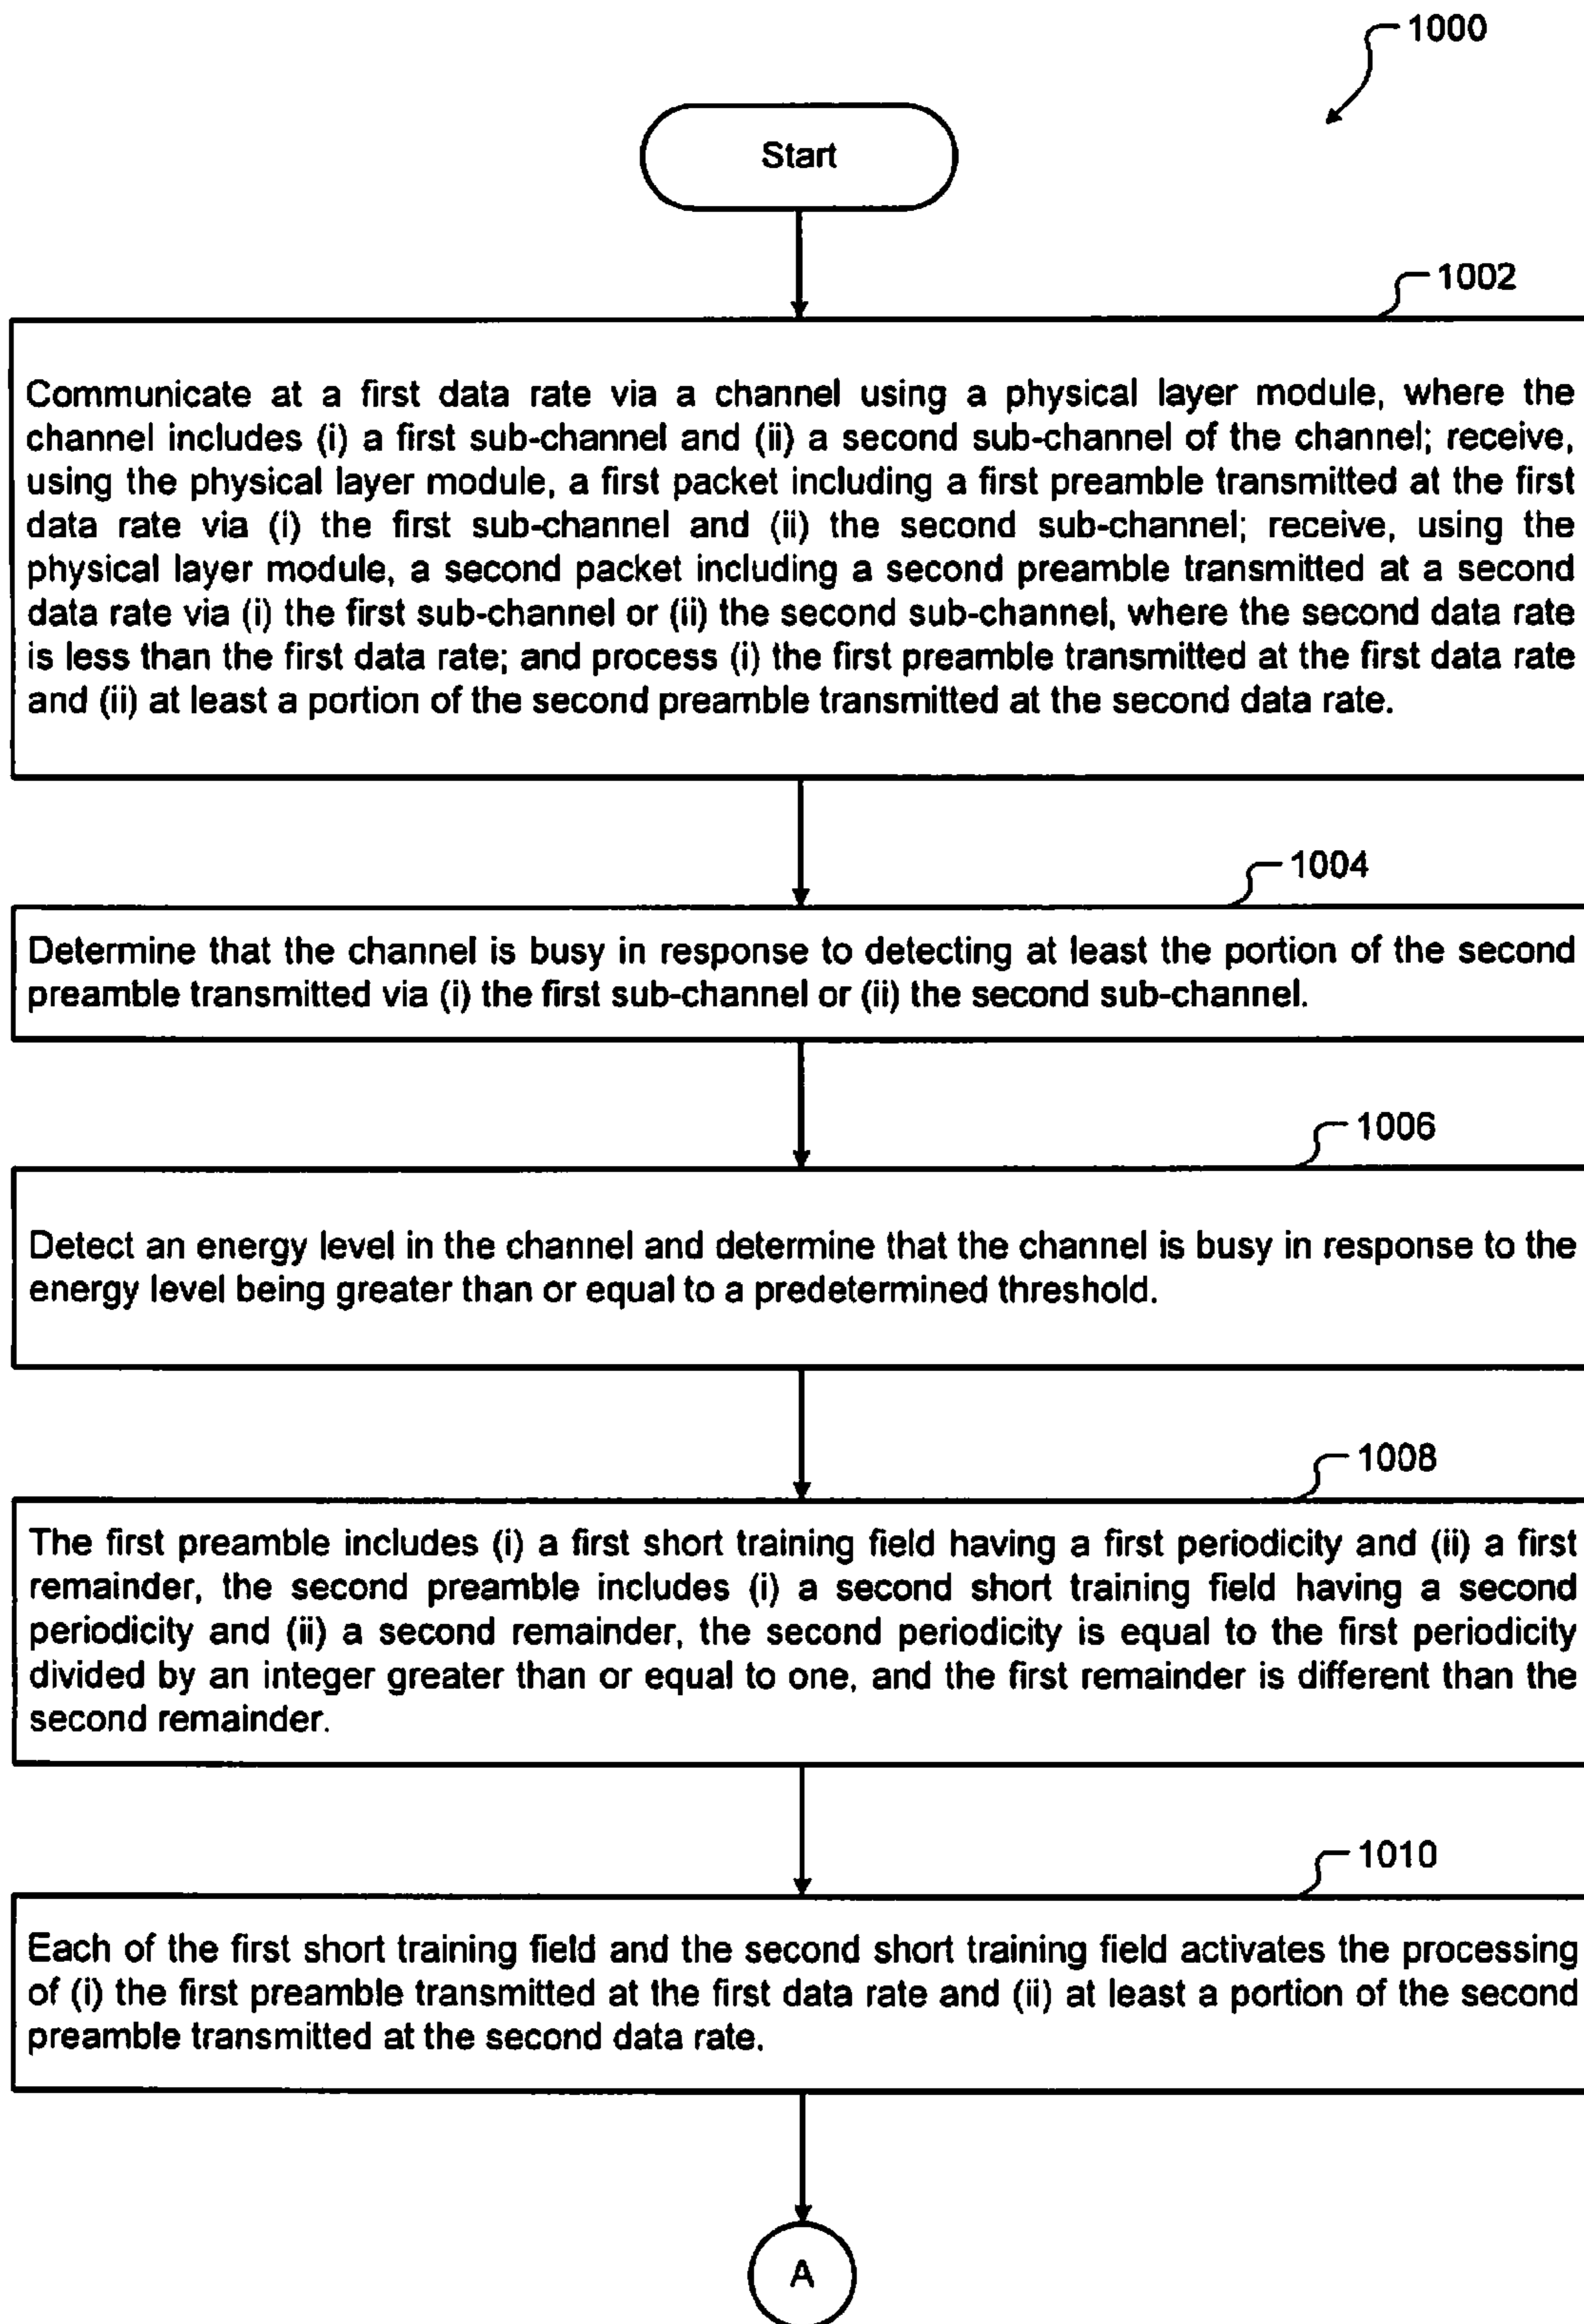 1000
Start
1002
Communicate at a first data rate via a channel using a physical layer module, where the
channel includes (i) a first sub-channel and (ii) a second sub-channel of the channel; receive,
using the physical layer module, a first packet including a first preamble transmitted at the first
data rate via (i) the first sub-channel and (ii) the second sub-channel; receive, using the
physical layer module, a second packet including a second preamble transmitted at a second
data rate via (i) the first sub-channel or (ii) the second sub-channel, where the second data rate
is less than the first data rate; and process (i) the first preamble transmitted at the first data rate
and (ii) at least a portion of the second preamble transmitted at the second data rate.
1004
Determine that the channel is busy in response to detecting at least the portion of the second
preamble transmitted via (i) the first sub-channel or (ii) the second sub-channel.
1006
Detect an energy level in the channel and determine that the channel is busy in response to the
energy level being greater than or equal to a predetermined threshold.
1008
The first preamble includes (i) a first short training field having a first periodicity and (ii) a first
remainder, the second preamble includes (i) a second short training field having a second
periodicity and (ii) a second remainder, the second periodicity is equal to the first periodicity
divided by an integer greater than or equal to one, and the first remainder is different than the
second remainder.
1010
Each of the first short training field and the second short training field activates the processing
of (i) the first preamble transmitted at the first data rate and (ii) at least a portion of the second
preamble transmitted at the second data rate.
A